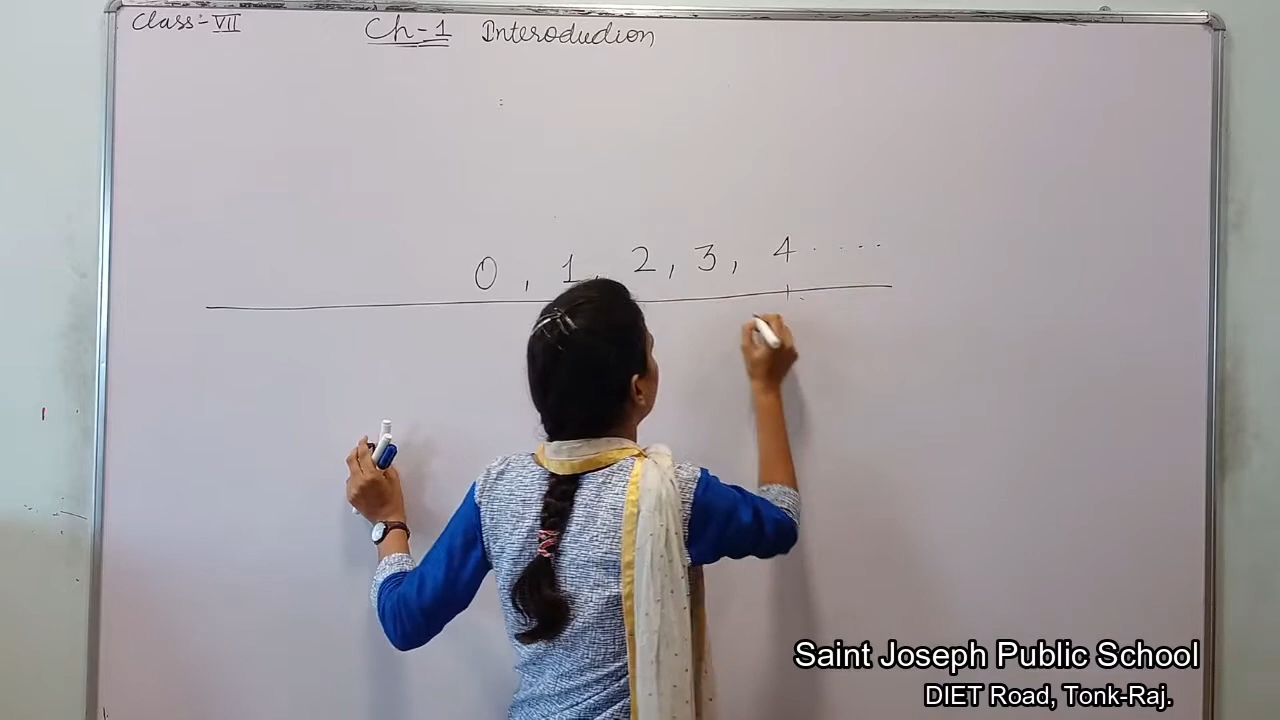 Class:- VII Ch-1 Interodudion
0, 1, 2, 3, 4.....
Saint Joseph Public School
DIET Road, Tonk-Raj.